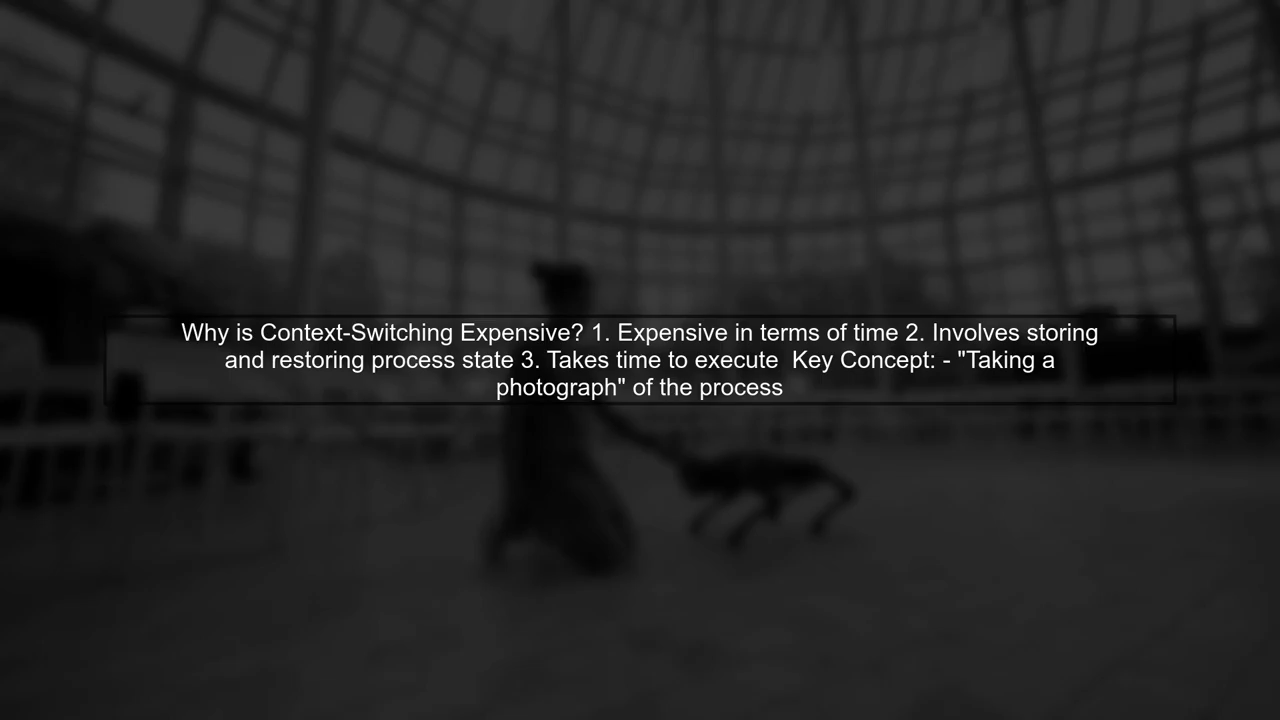 Why is Context-Switching Expensive? 1. Expensive in terms of time 2. Involves storing
and restoring process state 3. Takes time to execute  Key Concept: - "Taking a
photograph" of the process